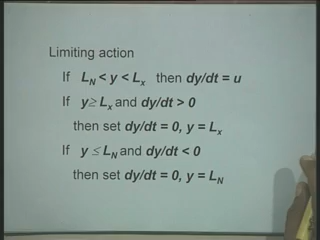 Limiting action
If L_N < y < L_x then dy/dt = u
If y ≥ L_x and dy/dt > 0
then set dy/dt = 0, y = L_x
If y ≤ L_N and dy/dt < 0
then set dy/dt = 0, y = L_N